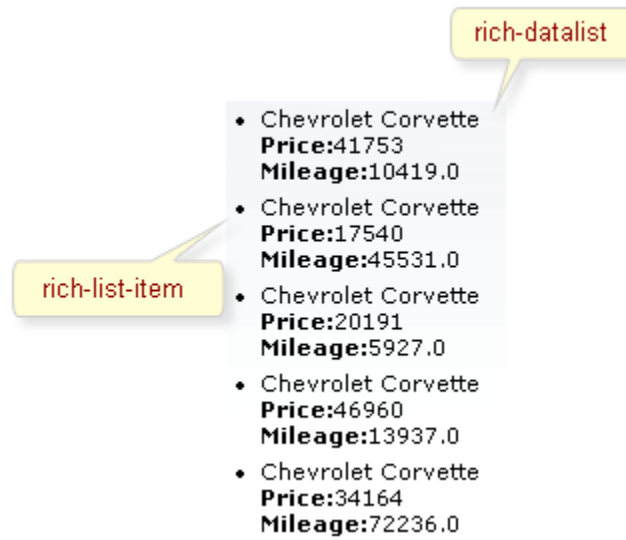 rich-datalist
• Chevrolet Corvette
Price:41753
Mileage:10419.0
• Chevrolet Corvette
Price:17540
Mileage:45531.0
rich-list-item
• Chevrolet Corvette
Price:20191
Mileage:5927.0
• Chevrolet Corvette
Price:46960
Mileage:13937.0
• Chevrolet Corvette
Price:34164
Mileage:72236.0